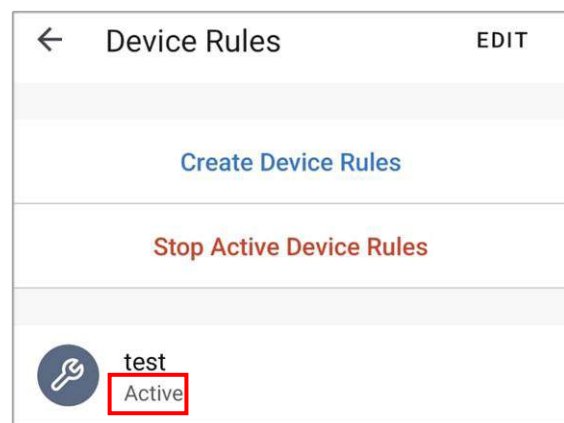 Device Rules EDIT
Create Device Rules
Stop Active Device Rules
test
Active